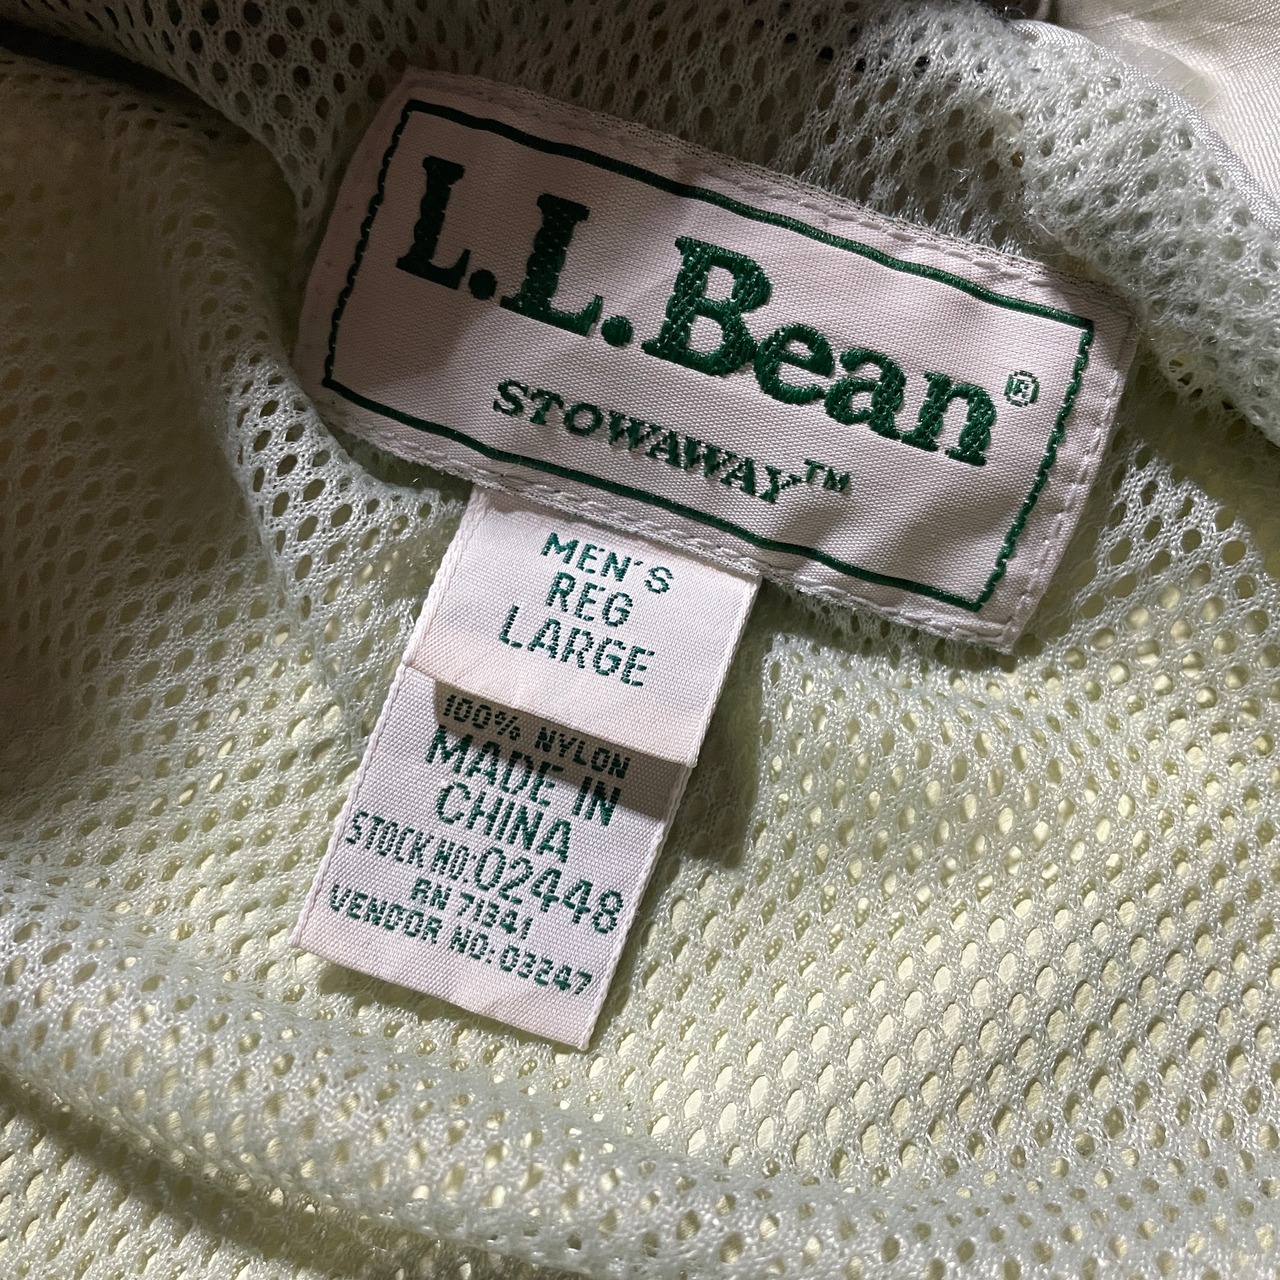 L.L.Bean®
STOWAWAY™
MEN'S
REG
LARGE
100% NYLON
MADE IN
CHINA
STOCK NO:02448
RN 71341
VENDOR NO:03247